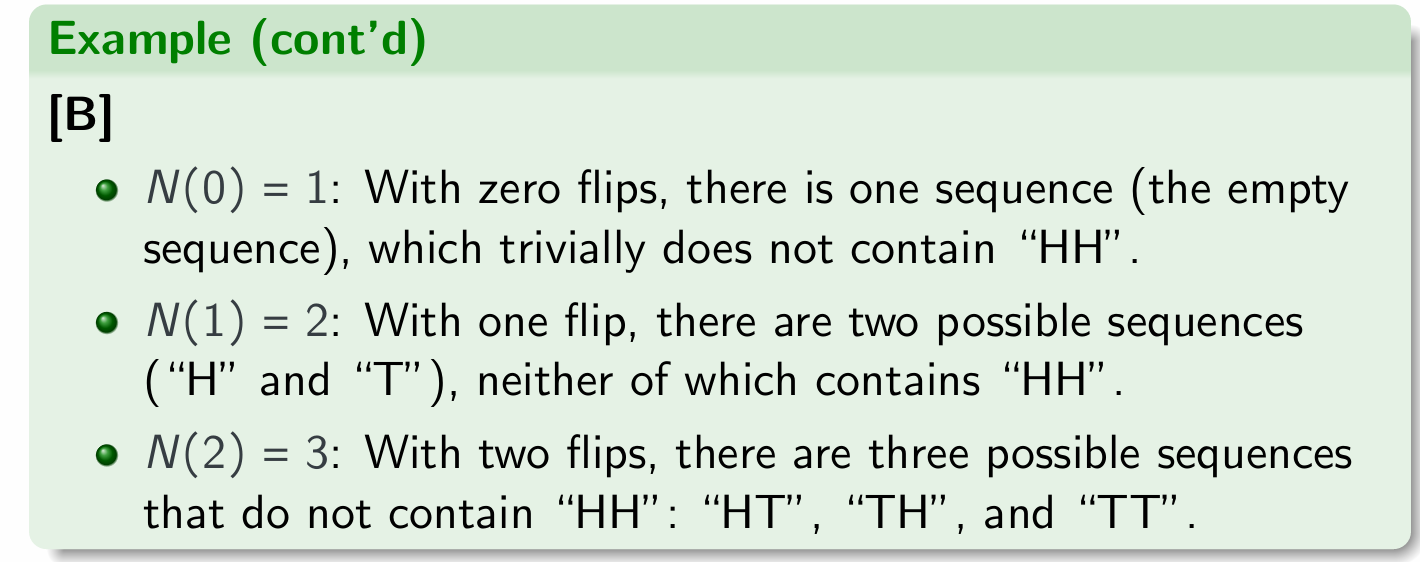 Example (cont’d)
[B]
N(0) = 1: With zero flips, there is one sequence (the empty
sequence), which trivially does not contain “HH”.
N(1) = 2: With one flip, there are two possible sequences
(“H” and “T”), neither of which contains “HH”.
N(2) = 3: With two flips, there are three possible sequences
that do not contain “HH”: “HT”, “TH”, and “TT”.